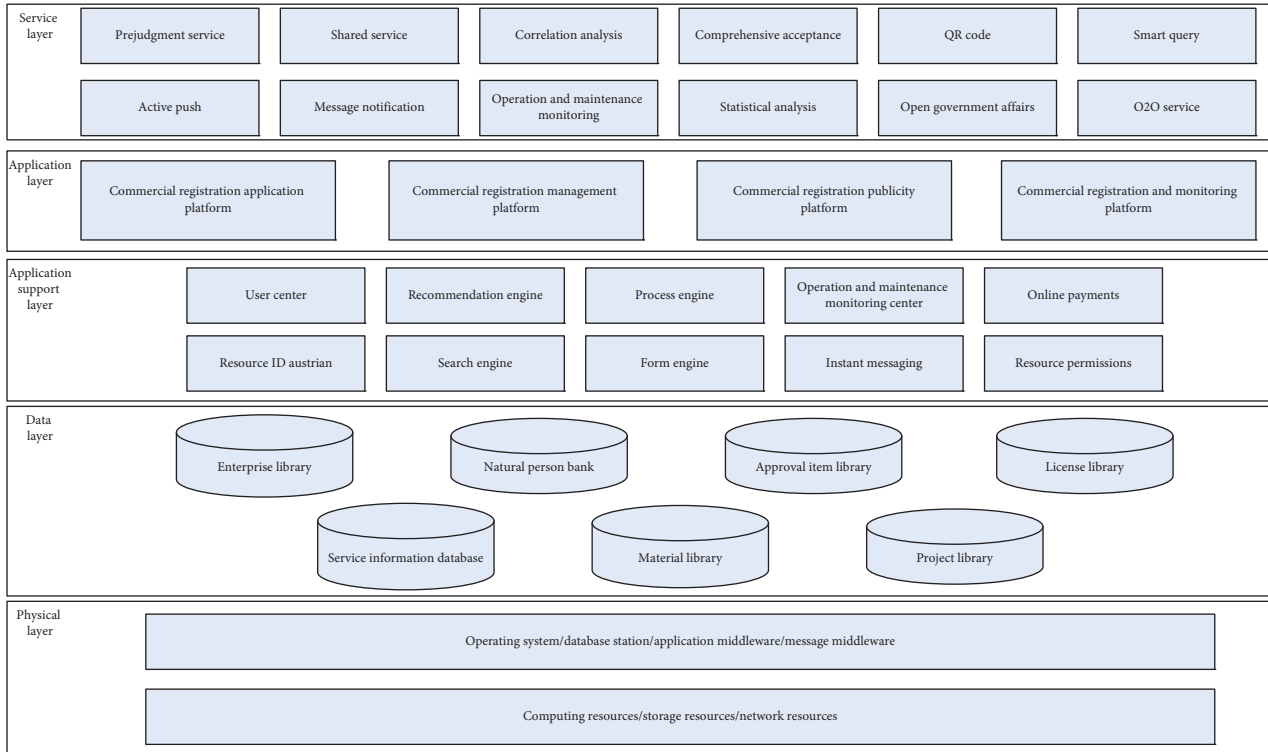 Service
layer
Prejudgment service
Shared service
Correlation analysis
Comprehensive acceptance
QR code
Smart query
Active push
Message notification
Operation and maintenance
monitoring
Statistical analysis
Open government affairs
O2O service
Application
layer
Commercial registration application
platform
Commercial registration management
platform
Commercial registration publicity
platform
Commercial registration and monitoring
platform
Application
support
layer
User center
Recommendation engine
Process engine
Operation and maintenance
monitoring center
Online payments
Resource ID austrian
Search engine
Form engine
Instant messaging
Resource permissions
Data
layer
Enterprise library
Natural person bank
Approval item library
License library
Service information database
Material library
Project library
Physical
layer
Operating system/database station/application middleware/message middleware
Computing resources/storage resources/network resources